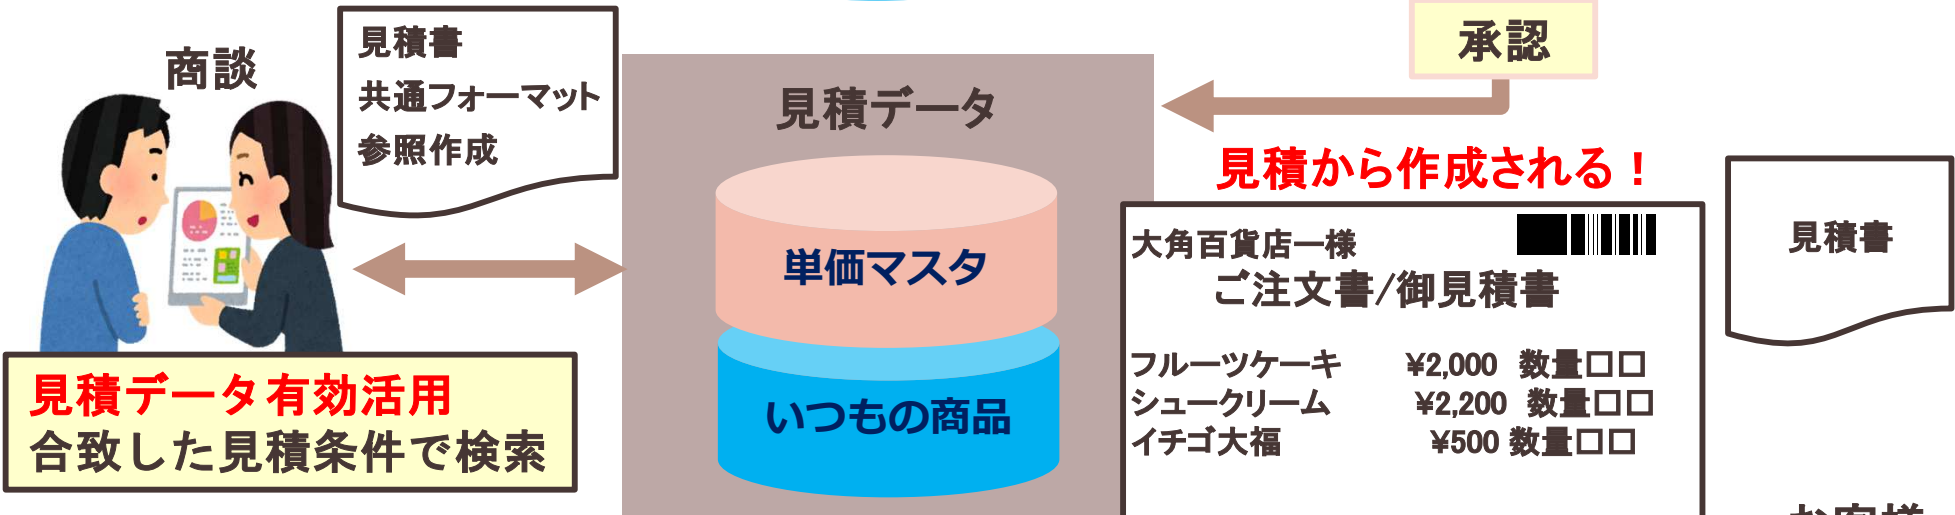 商談
見積書
共通フォーマット
参照作成
見積データ
承認
見積から作成される！
単価マスタ
いつもの商品
見積データ有効活用
合致した見積条件で検索
大角百貨店一様
ご注文書/御見積書
フルーツケーキ ¥2,000 数量□□
シュークリーム ¥2,200 数量□□
イチゴ大福 ¥500 数量□□
見積書
お客様